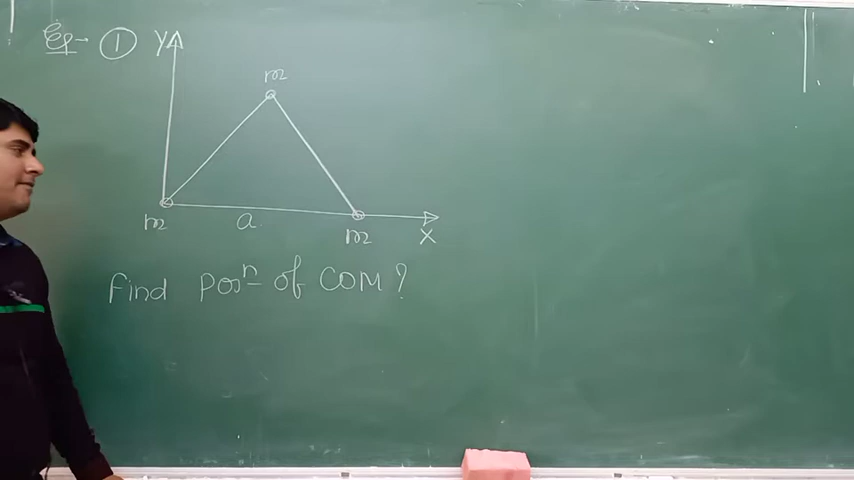 Eg- ① Y
m
m a m
X
Find Posⁿ of COM ?